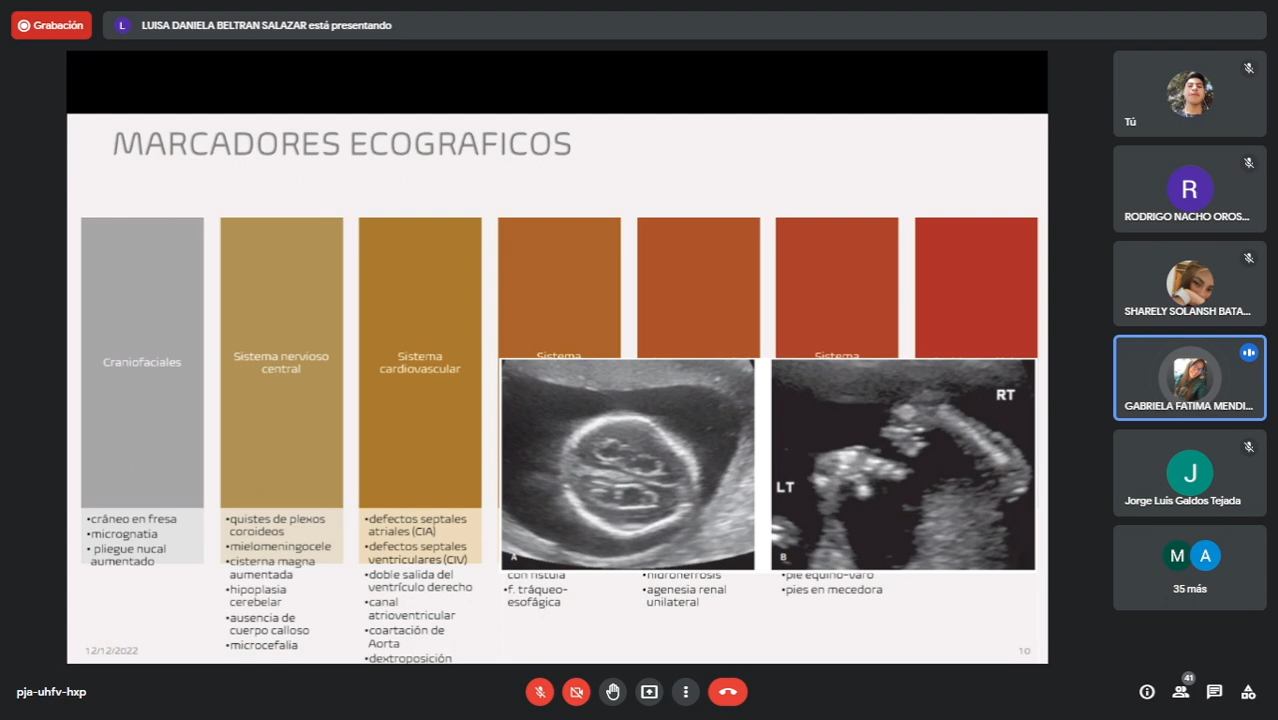 Grabación
L
LUISA DANIELA BELTRAN SALAZAR está presentando
MARCADORES ECOGRAFICOS
Craniofaciales
•cráneo en fresa
•micrognatia
• pliegue nucal
aumentado
Sistema nervioso
central
•quistes de plexos
coroideos
•mielomeningocele
•cisterna magna
aumentada
•hipoplasia
cerebelar
•ausencia de
cuerpo calloso
•microcefalia
Sistema
cardiovascular
•defectos septales
atriales (CIA)
•defectos septales
ventriculares (CIV)
•doble salida del
ventrículo derecho
•canal
atrioventricular
•coartación de
Aorta
•dextroposición
Sistema
con fístula
•f. tráqueo-
esofágica
•hidronefrosis
•agenesia renal
unilateral
Sistema
•pie equino-varo
•pies en mecedora
A
RT
LT
B
12/12/2022
10
Tú
R
RODRIGO NACHO OROS...
SHARELY SOLANSH BATA...
GABRIELA FATIMA MENDI...
J
Jorge Luis Galdos Tejada
M A
35 más
pja-uhfv-hxp
41